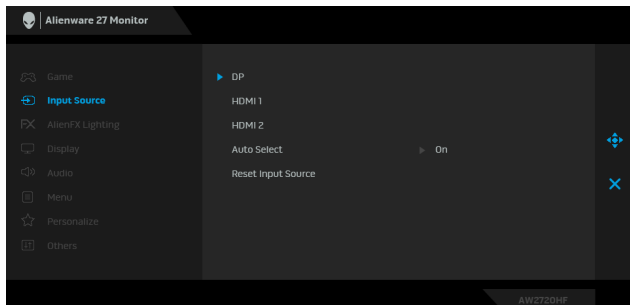 Alienware 27 Monitor
Game
DP
Input Source
HDMI 1
AlienFX Lighting
HDMI 2
Display
Auto Select On
Audio
Reset Input Source
Menu
Personalize
Others
AW2720HF